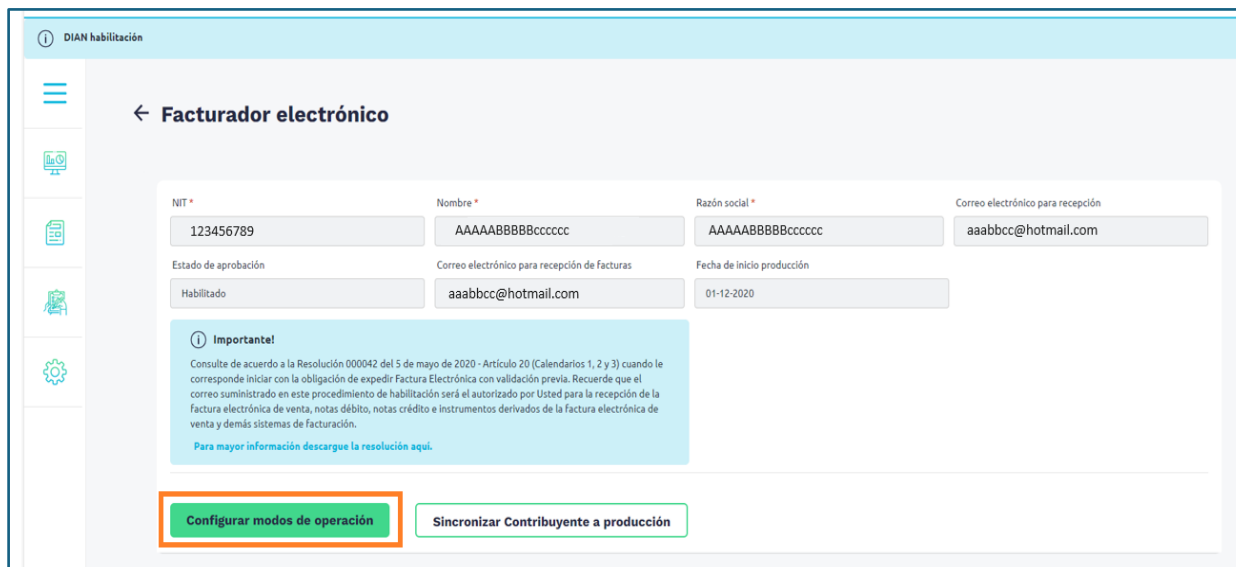 DIAN habilitación
← Facturador electrónico
NIT *
Nombre *
Razón social *
Correo electrónico para recepción
123456789
AAAAABBBBBcccccc
AAAAABBBBBcccccc
aaabbcc@hotmail.com
Estado de aprobación
Correo electrónico para recepción de facturas
Fecha de inicio producción
Habilitado
aaabbcc@hotmail.com
01-12-2020
Importante!
Consulte de acuerdo a la Resolución 000042 del 5 de mayo de 2020 - Artículo 20 (Calendarios 1, 2 y 3) cuando le
corresponde iniciar con la obligación de expedir Factura Electrónica con validación previa. Recuerde que el
correo suministrado en este procedimiento de habilitación será el autorizado por Usted para la recepción de la
factura electrónica de venta, notas débito, notas crédito e instrumentos derivados de la factura electrónica de
venta y demás sistemas de facturación.
Para mayor información descargue la resolución aqui.
Configurar modos de operación
Sincronizar Contribuyente a producción